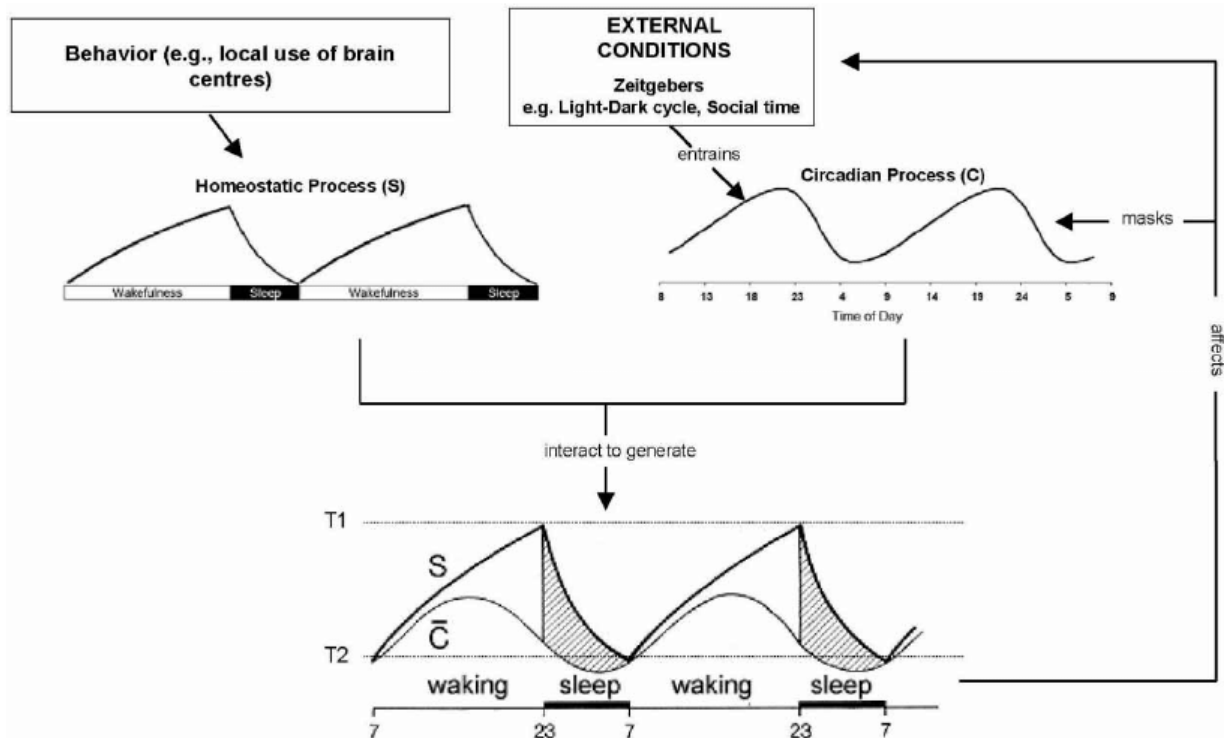 Behavior (e.g., local use of brain
centres)
EXTERNAL
CONDITIONS
Zeitgebers
e.g. Light-Dark cycle, Social time
entrains
Homeostatic Process (S)
Circadian Process (C)
masks
Wakefulness Sleep Wakefulness Sleep
8 13 18 23 4 9 14 19 24 5 9
Time of Day
affects
interact to generate
T1
S
C̅
T2
waking sleep waking sleep
7 23 7 23 7